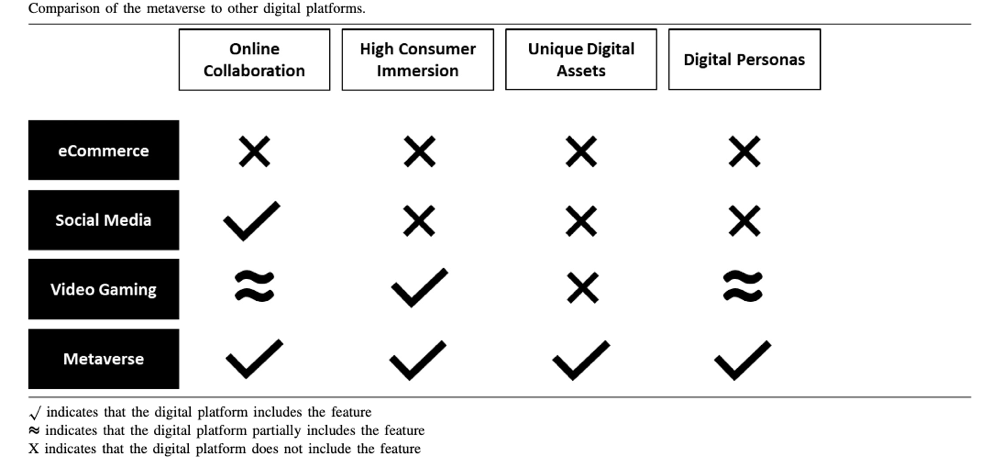 Comparison of the metaverse to other digital platforms.
Online
Collaboration
High Consumer
Immersion
Unique Digital
Assets
Digital Personas
eCommerce
Social Media
Video Gaming
Metaverse
√ indicates that the digital platform includes the feature
≈ indicates that the digital platform partially includes the feature
X indicates that the digital platform does not include the feature